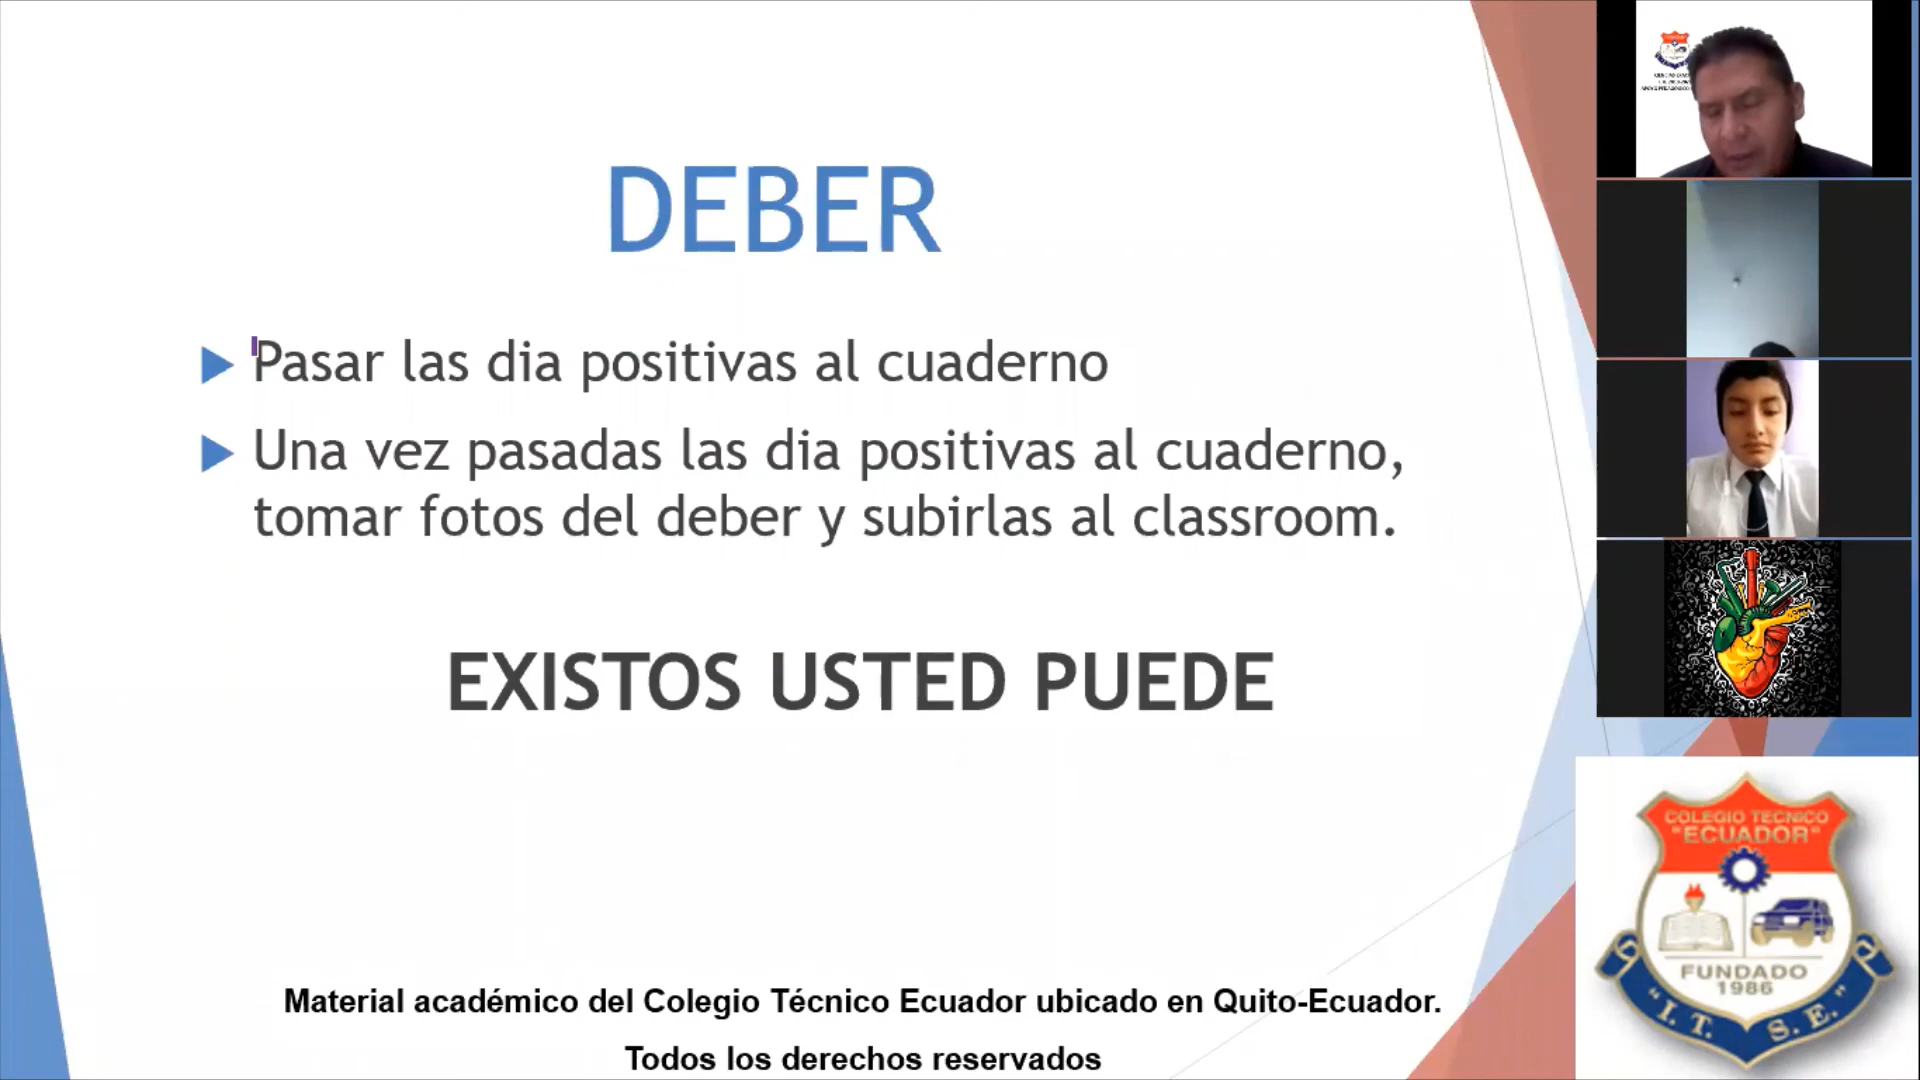 DEBER
Pasar las dia positivas al cuaderno
Una vez pasadas las dia positivas al cuaderno,
tomar fotos del deber y subirlas al classroom.
EXISTOS USTED PUEDE
Material académico del Colegio Técnico Ecuador ubicado en Quito-Ecuador.
Todos los derechos reservados
COLEGIO TECNICO
"ECUADOR"
FUNDADO
1986
"I.T. S.E."